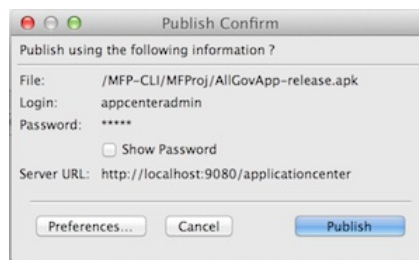 Publish Confirm
Publish using the following information ?
File: /MFP-CLI/MFProj/AllGovApp-release.apk
Login: appcenteradmin
Password: *****
Show Password
Server URL: http://localhost:9080/applicationcenter
Preferences... Cancel Publish